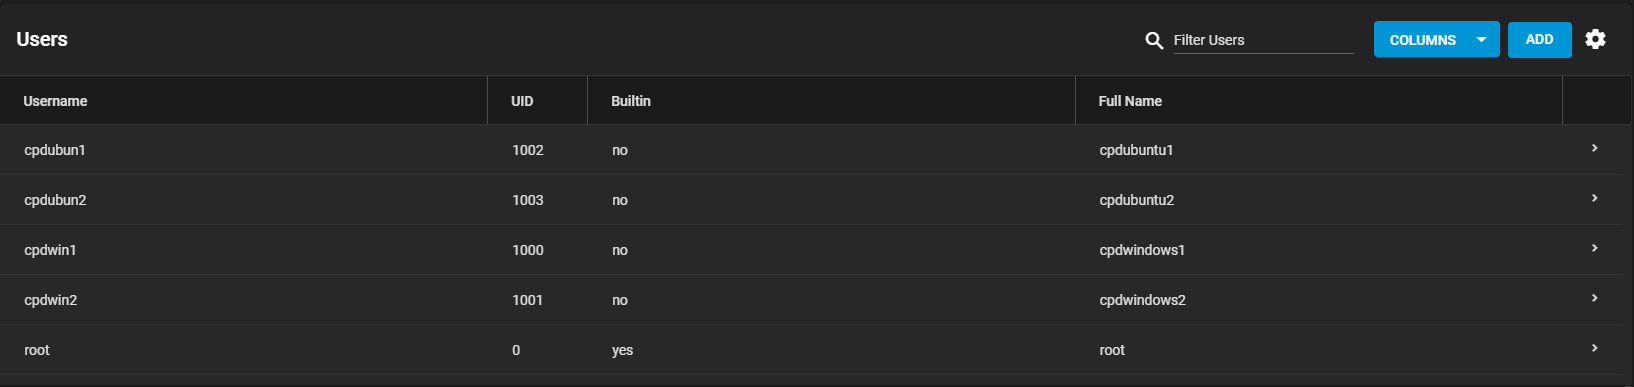 Users Filter Users COLUMNS ADD
Username UID Builtin Full Name
cpdubun1 1002 no cpdubuntu1
cpdubun2 1003 no cpdubuntu2
cpdwin1 1000 no cpdwindows1
cpdwin2 1001 no cpdwindows2
root 0 yes root